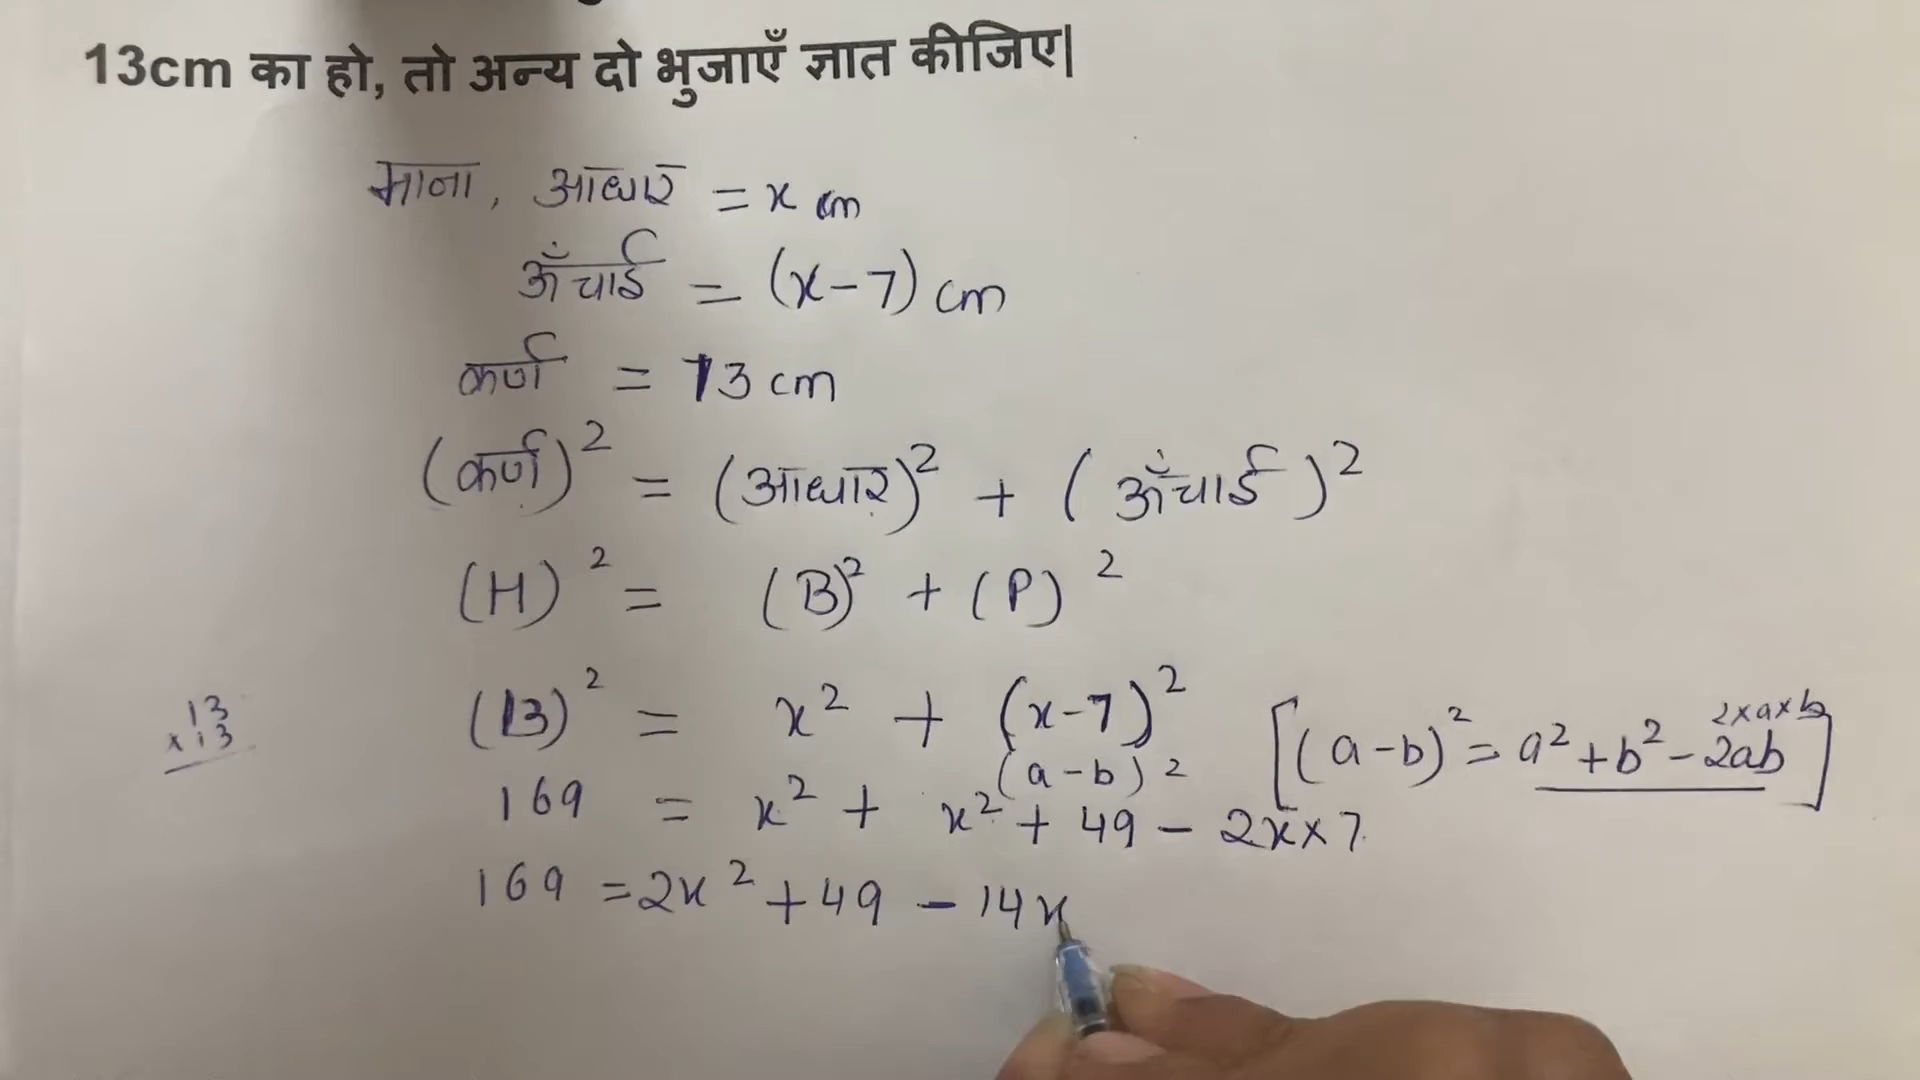 13cm का हो, तो अन्य दो भुजाएँ ज्ञात कीजिए|
माना, आधार = x cm
ऊँचाई = (x-7) cm
कर्ण = 13 cm
(कर्ण)² = (आधार)² + (ऊँचाई)²
(H)² = (B)² + (P)²
(13)² = x² + (x-7)² [(a-b)² = a²+b²-2ab]
2×a×b
(a-b)²
13
×13
169 = x² + x² + 49 - 2x×7
169 = 2x² + 49 - 14x